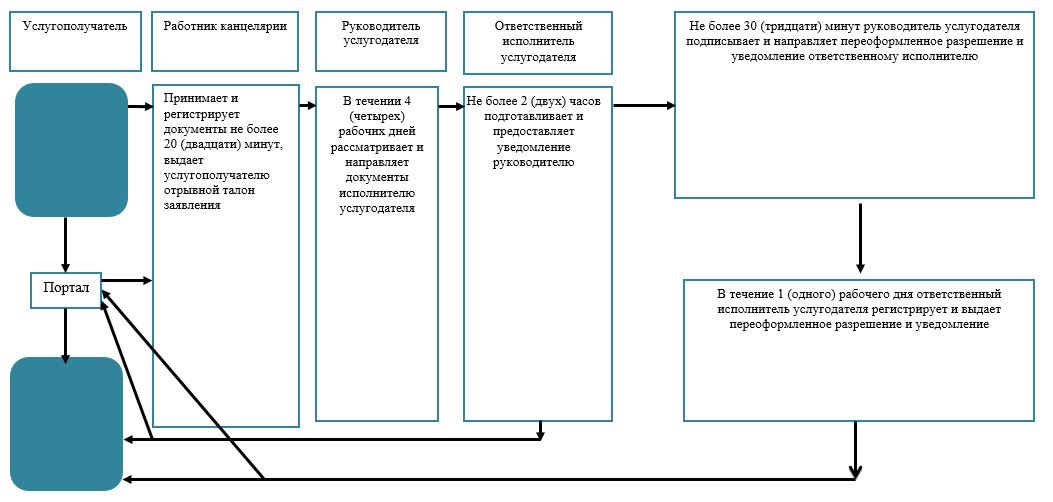 Услугополучатель
Работник канцелярии
Руководитель
услугодателя
Ответственный
исполнитель
услугодателя
Не более 30 (тридцати) минут руководитель услугодателя
подписывает и направляет переоформленное разрешение и
уведомление ответственному исполнителю
Принимает и
регистрирует
документы не более
20 (двадцати) минут,
выдает
услугополучателю
отрывной талон
заявления
В течении 4
(четырех)
рабочих дней
рассматривает и
направляет
документы
исполнителю
услугодателя
Не более 2 (двух) часов
подготавливает и
предоставляет
уведомление
руководителю
Портал
В течение 1 (одного) рабочего дня ответственный
исполнитель услугодателя регистрирует и выдает
переоформленное разрешение и уведомление